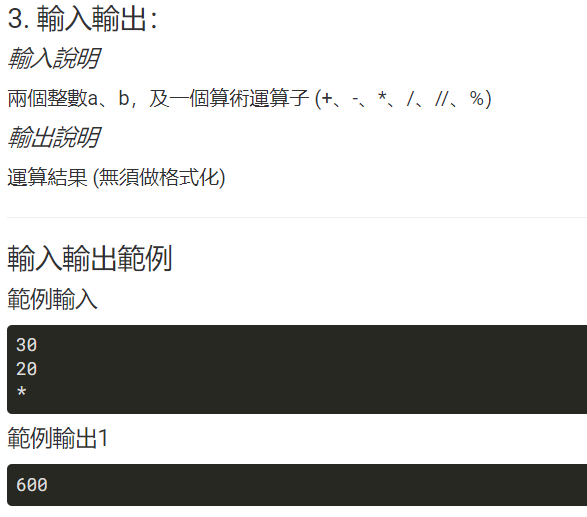 3. 輸入輸出：
輸入說明
兩個整數a、b，及一個算術運算子 (+、-、*、/、//、%)
輸出說明
運算結果 (無須做格式化)
輸入輸出範例
範例輸入
30
20
*
範例輸出1
600